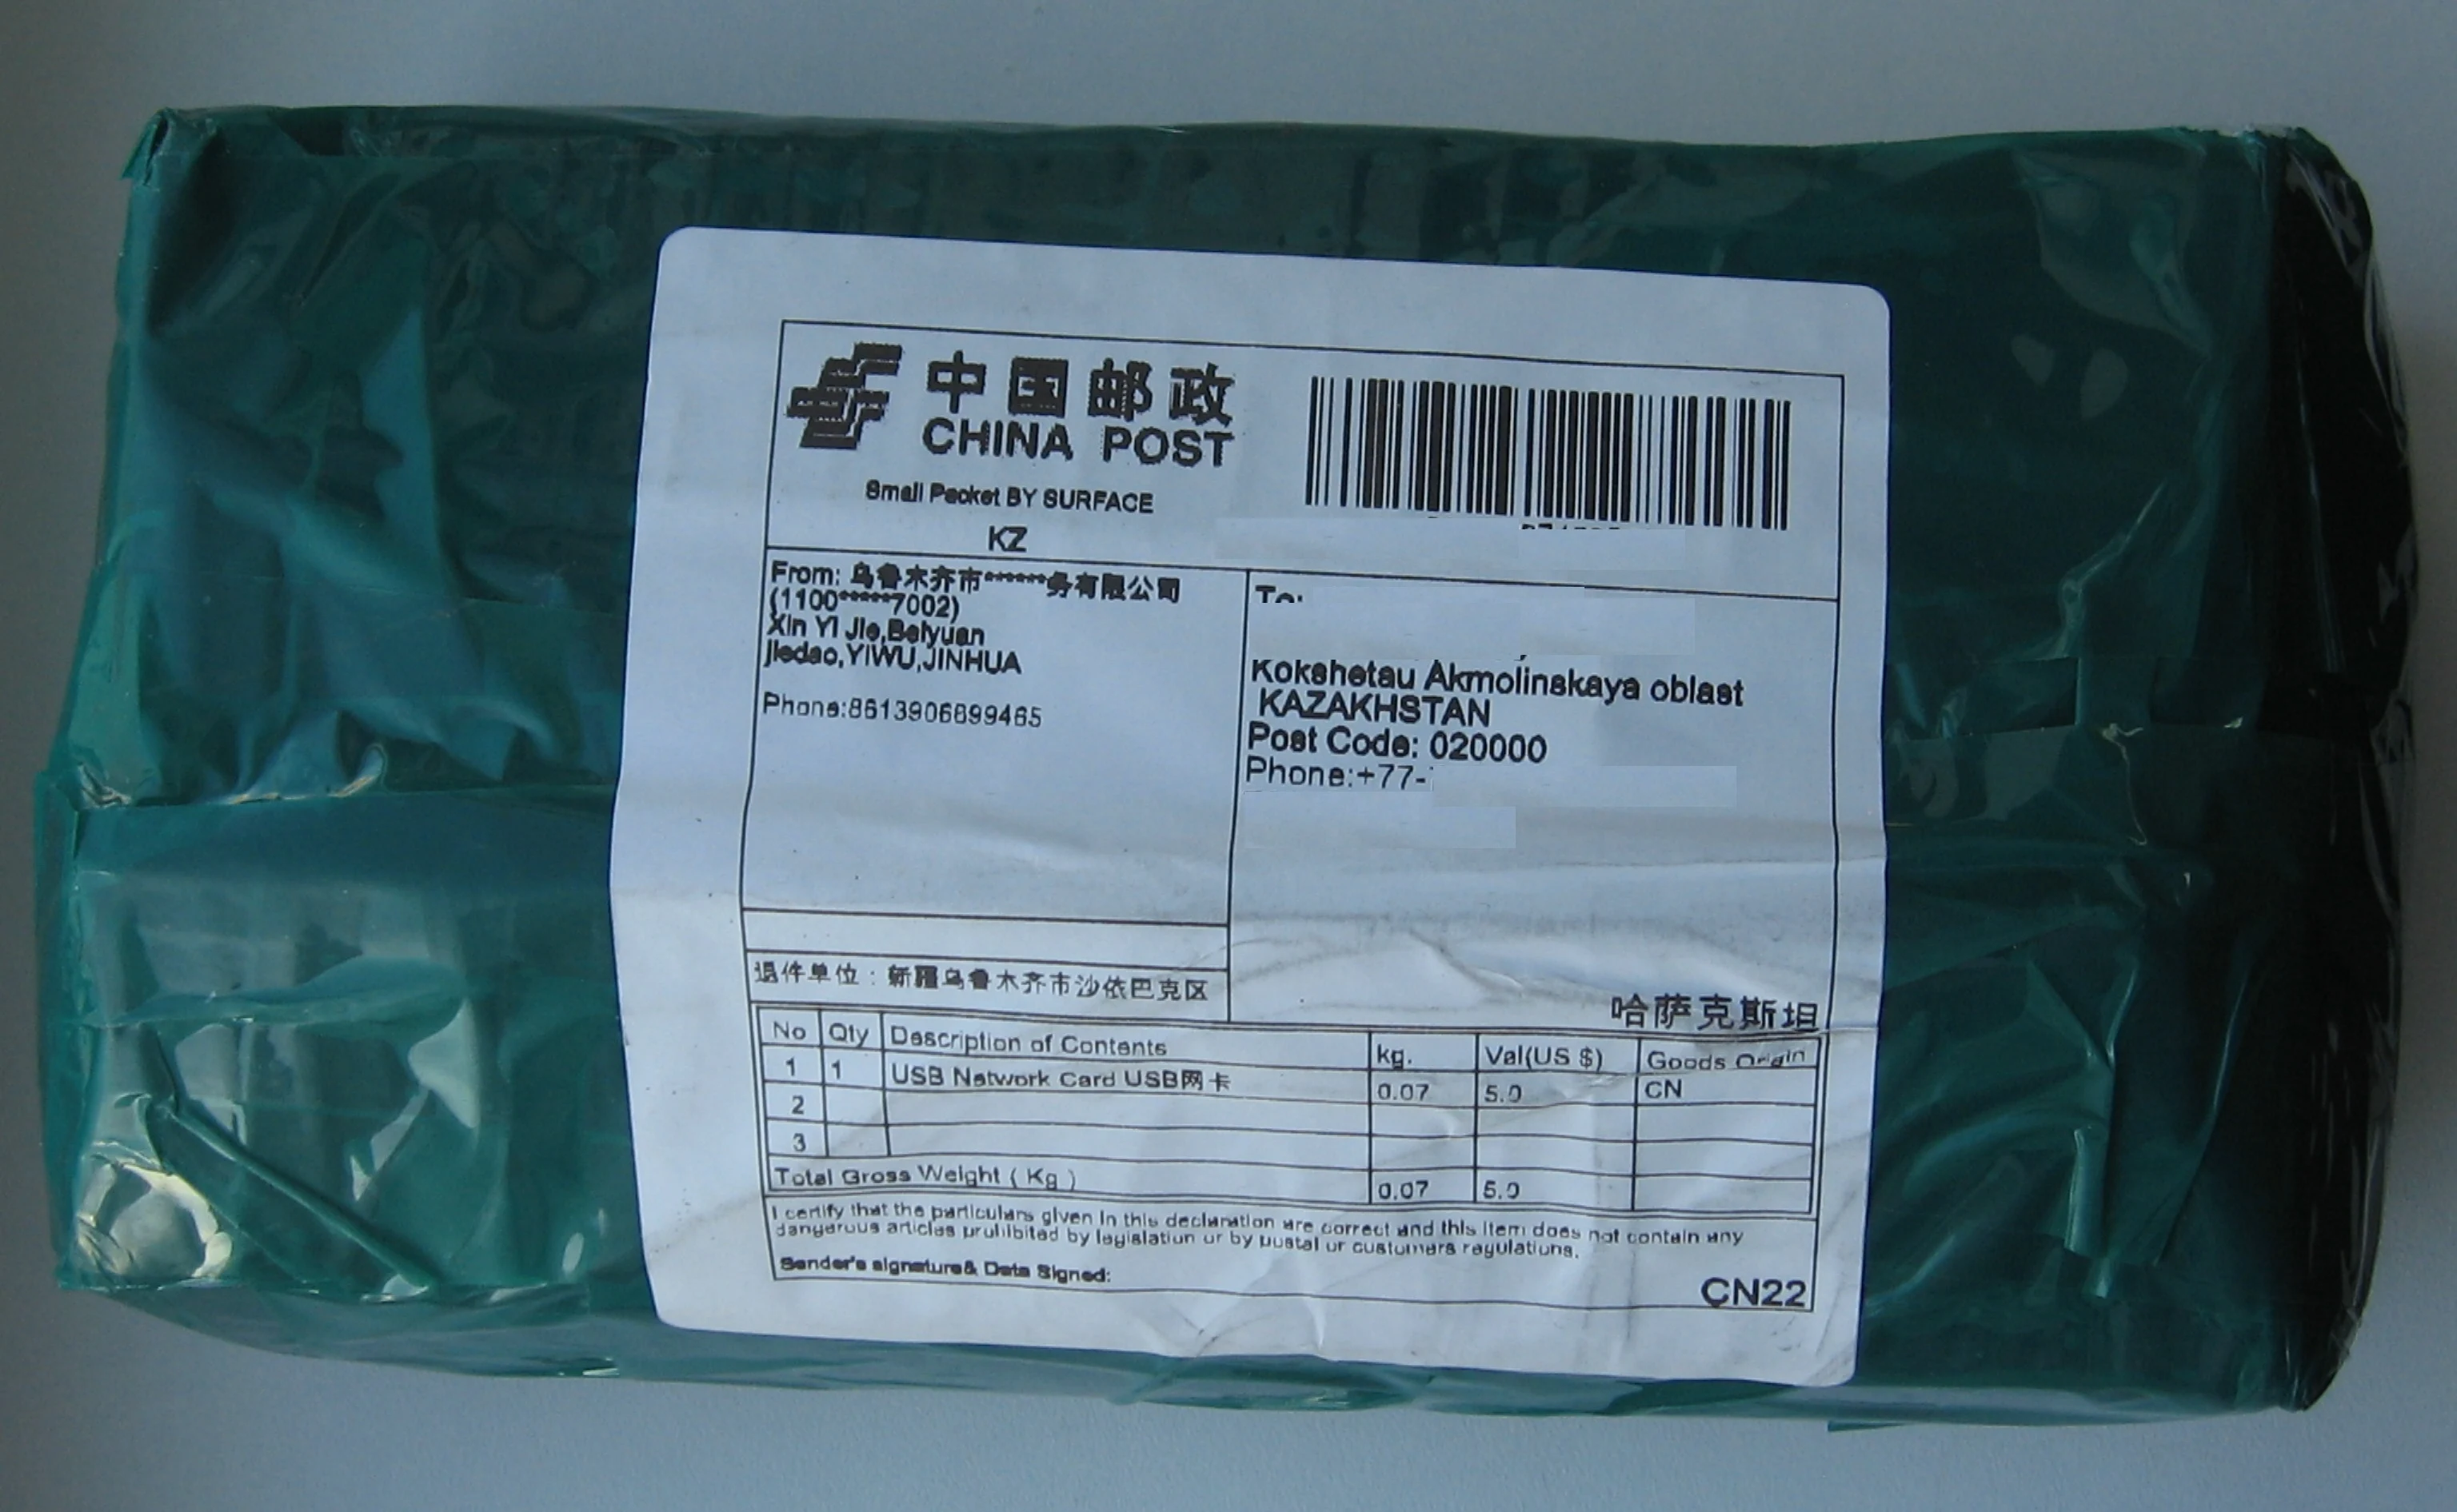 中国邮政
CHINA POST
Small Packet BY SURFACE
KZ
From: 乌鲁木齐市******务有限公司
(1100*****7002)
Xin Yi Jie,Beiyuan
jiedao,YIWU,JINHUA
Phone:8613906899465
To:
Kokshetau Akmolinskaya oblast
KAZAKHSTAN
Post Code: 020000
Phone:+77-
退件单位：新疆乌鲁木齐市沙依巴克区
哈萨克斯坦
No Qty Description of Contents kg. Val(US $) Goods Origin
1 1 USB Network Card USB网卡 0.07 5.0 CN
2
3
Total Gross Weight ( Kg ) 0.07 5.0
I certify that the particulars given in this declaration are correct and this item does not contain any
dangerous articles prohibited by legislation or by postal or customers regulations.
Sender's signature& Data Signed:
CN22